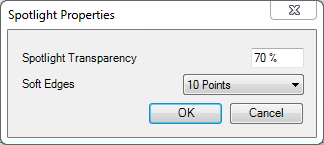 Spotlight Properties
Spotlight Transparency 70 %
Soft Edges 10 Points
OK Cancel